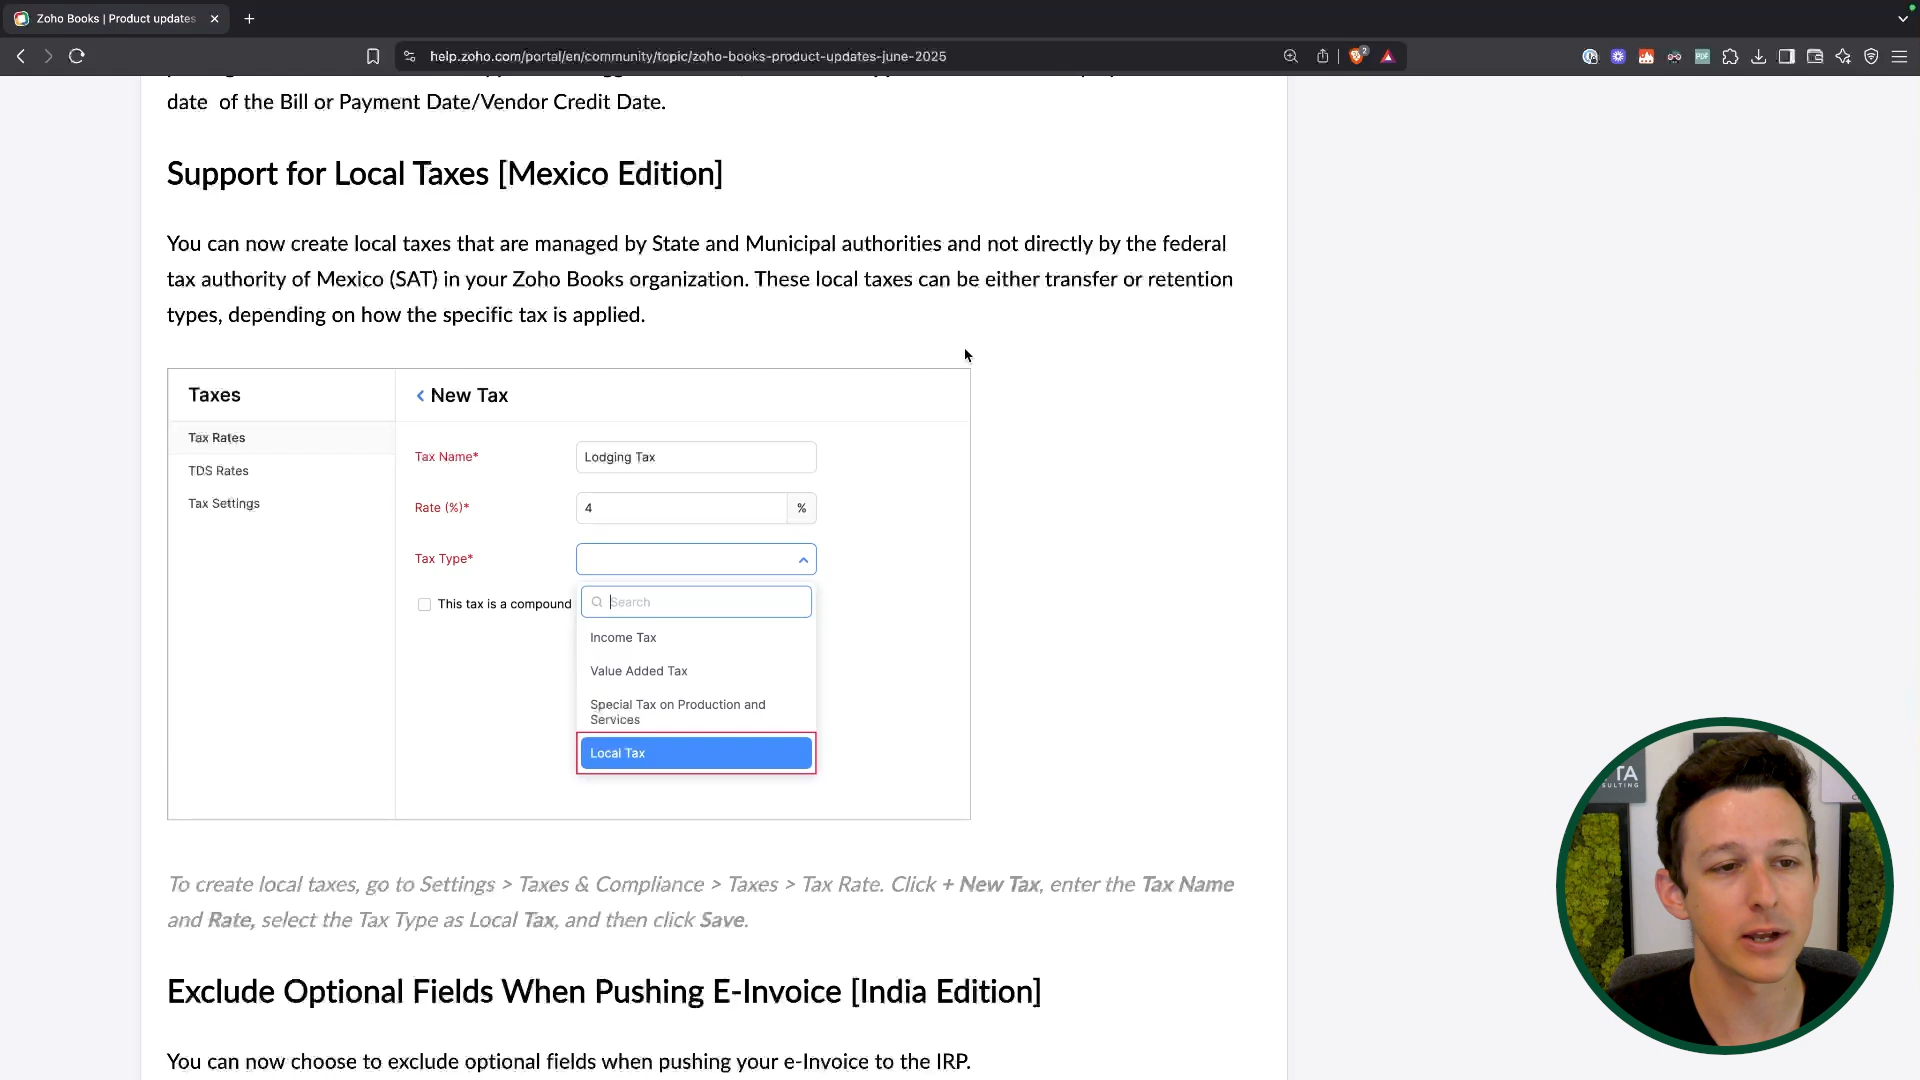 Zoho Books | Product updates
help.zoho.com/portal/en/community/topic/zoho-books-product-updates-june-2025
2
PDF
date of the Bill or Payment Date/Vendor Credit Date.
Support for Local Taxes [Mexico Edition]
You can now create local taxes that are managed by State and Municipal authorities and not directly by the federal
tax authority of Mexico (SAT) in your Zoho Books organization. These local taxes can be either transfer or retention
types, depending on how the specific tax is applied.
Taxes
< New Tax
Tax Rates
TDS Rates
Tax Settings
Tax Name*
Lodging Tax
Rate (%)*
4
%
Tax Type*
This tax is a compound
Search
Income Tax
Value Added Tax
Special Tax on Production and
Services
Local Tax
To create local taxes, go to Settings > Taxes & Compliance > Taxes > Tax Rate. Click + New Tax, enter the Tax Name
and Rate, select the Tax Type as Local Tax, and then click Save.
Exclude Optional Fields When Pushing E-Invoice [India Edition]
You can now choose to exclude optional fields when pushing your e-Invoice to the IRP.